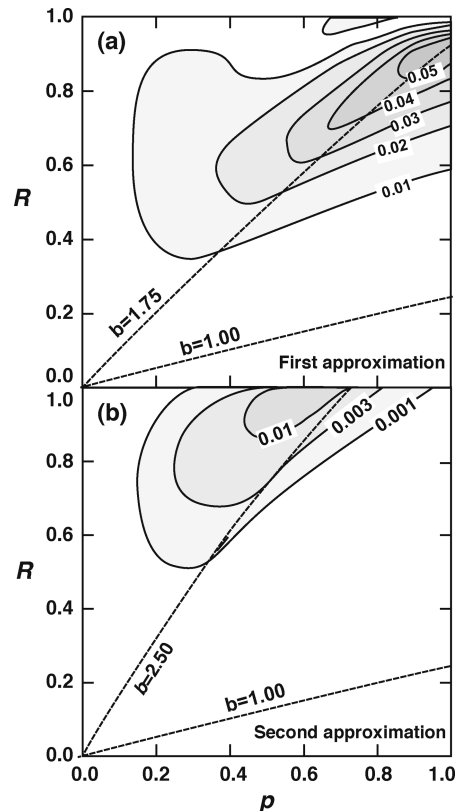 1.0
(a)
0.8
0.05
0.04
0.03
0.6
0.02
R
0.01
0.4
b=1.75
0.2
b=1.00
First approximation
0.0
1.0
(b)
0.01
0.003
0.001
0.8
0.6
R
0.4
b=2.50
0.2
b=1.00
Second approximation
0.0
0.0 0.2 0.4 0.6 0.8 1.0
p